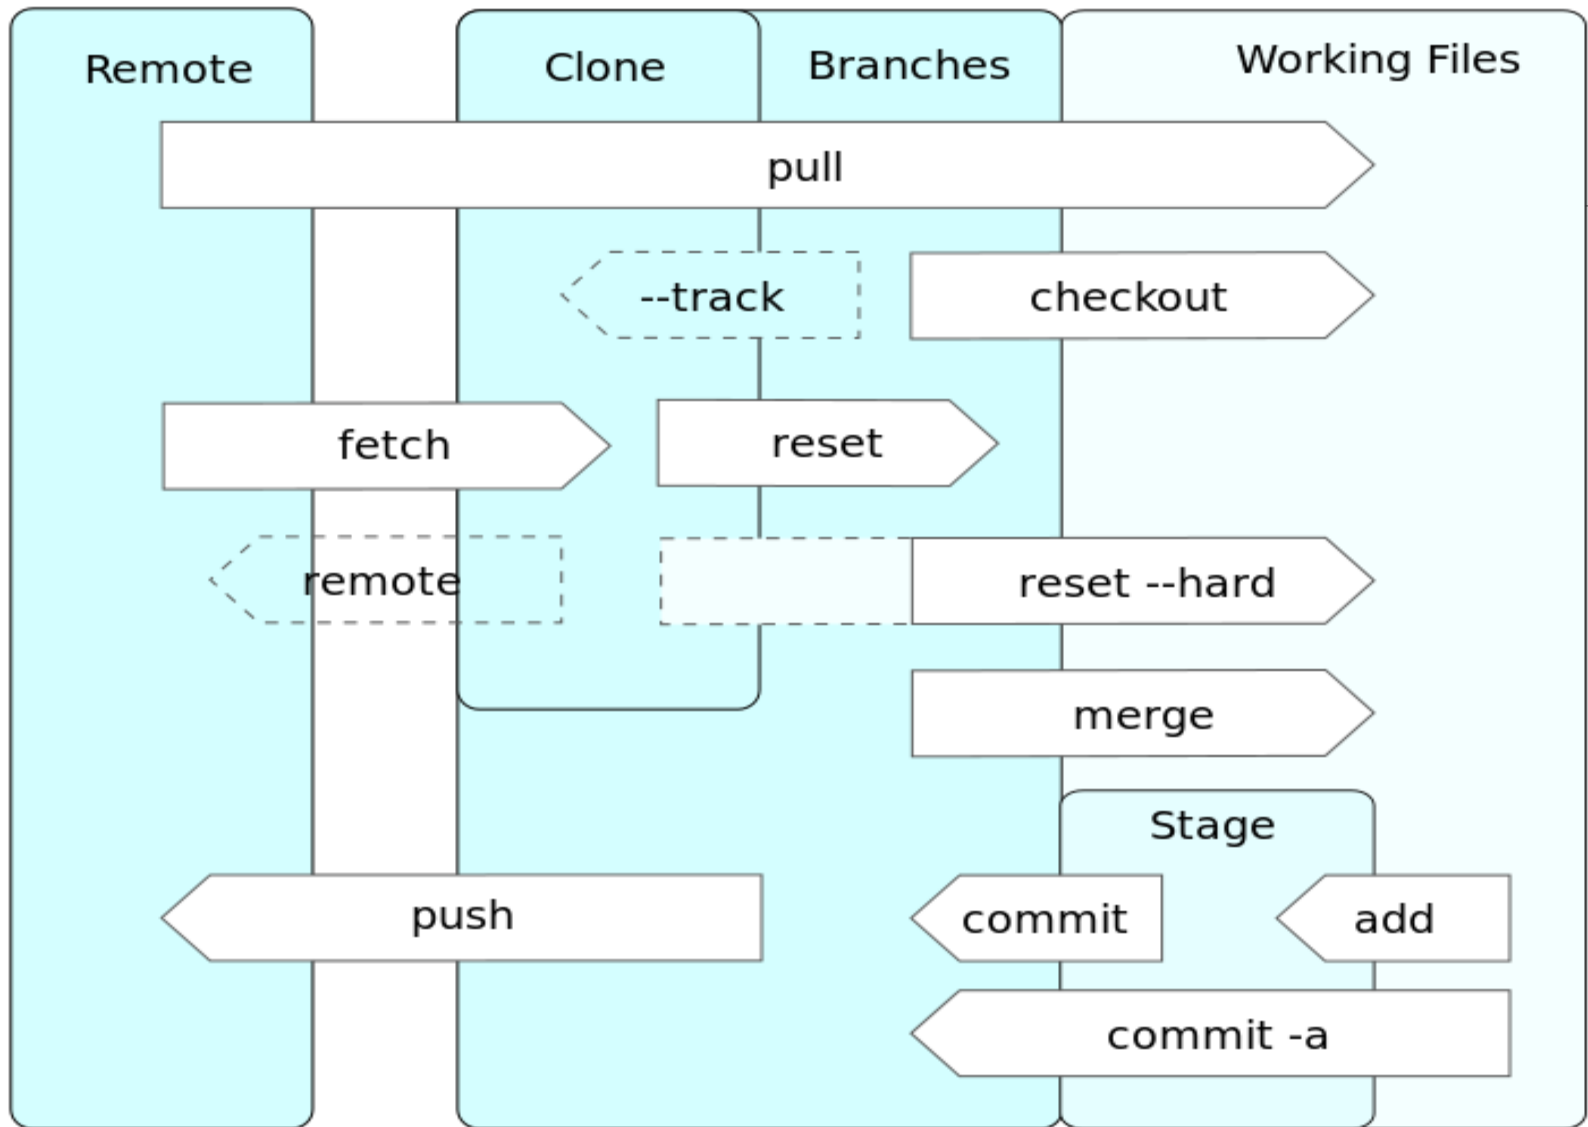 Remote
Clone
Branches
Working Files
pull
--track
checkout
fetch
reset
remote
reset --hard
merge
Stage
push
commit
add
commit -a